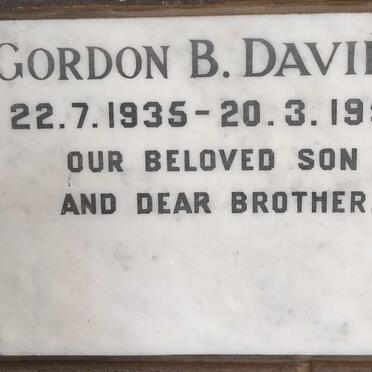 GORDON B. DAVI
22.7.1935-20.3.19
OUR BELOVED SON
AND DEAR BROTHER.